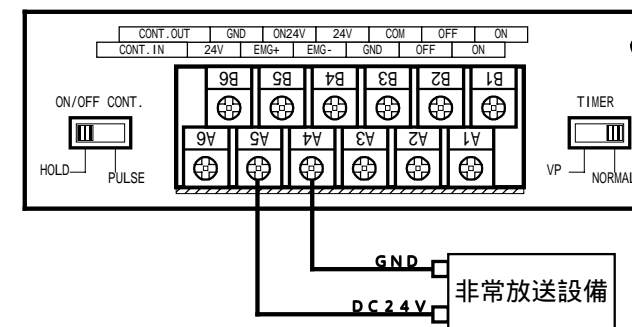 CONT.OUT GND ON24V 24V COM OFF ON
CONT.IN 24V EMG+ EMG- GND OFF ON
B6 B5 B4 B3 B2 B1
ON/OFF CONT.
TIMER
A6 A5 A4 A3 A2 A1
HOLD
PULSE
VP
NORMAL
GND
非常放送設備
DC24V